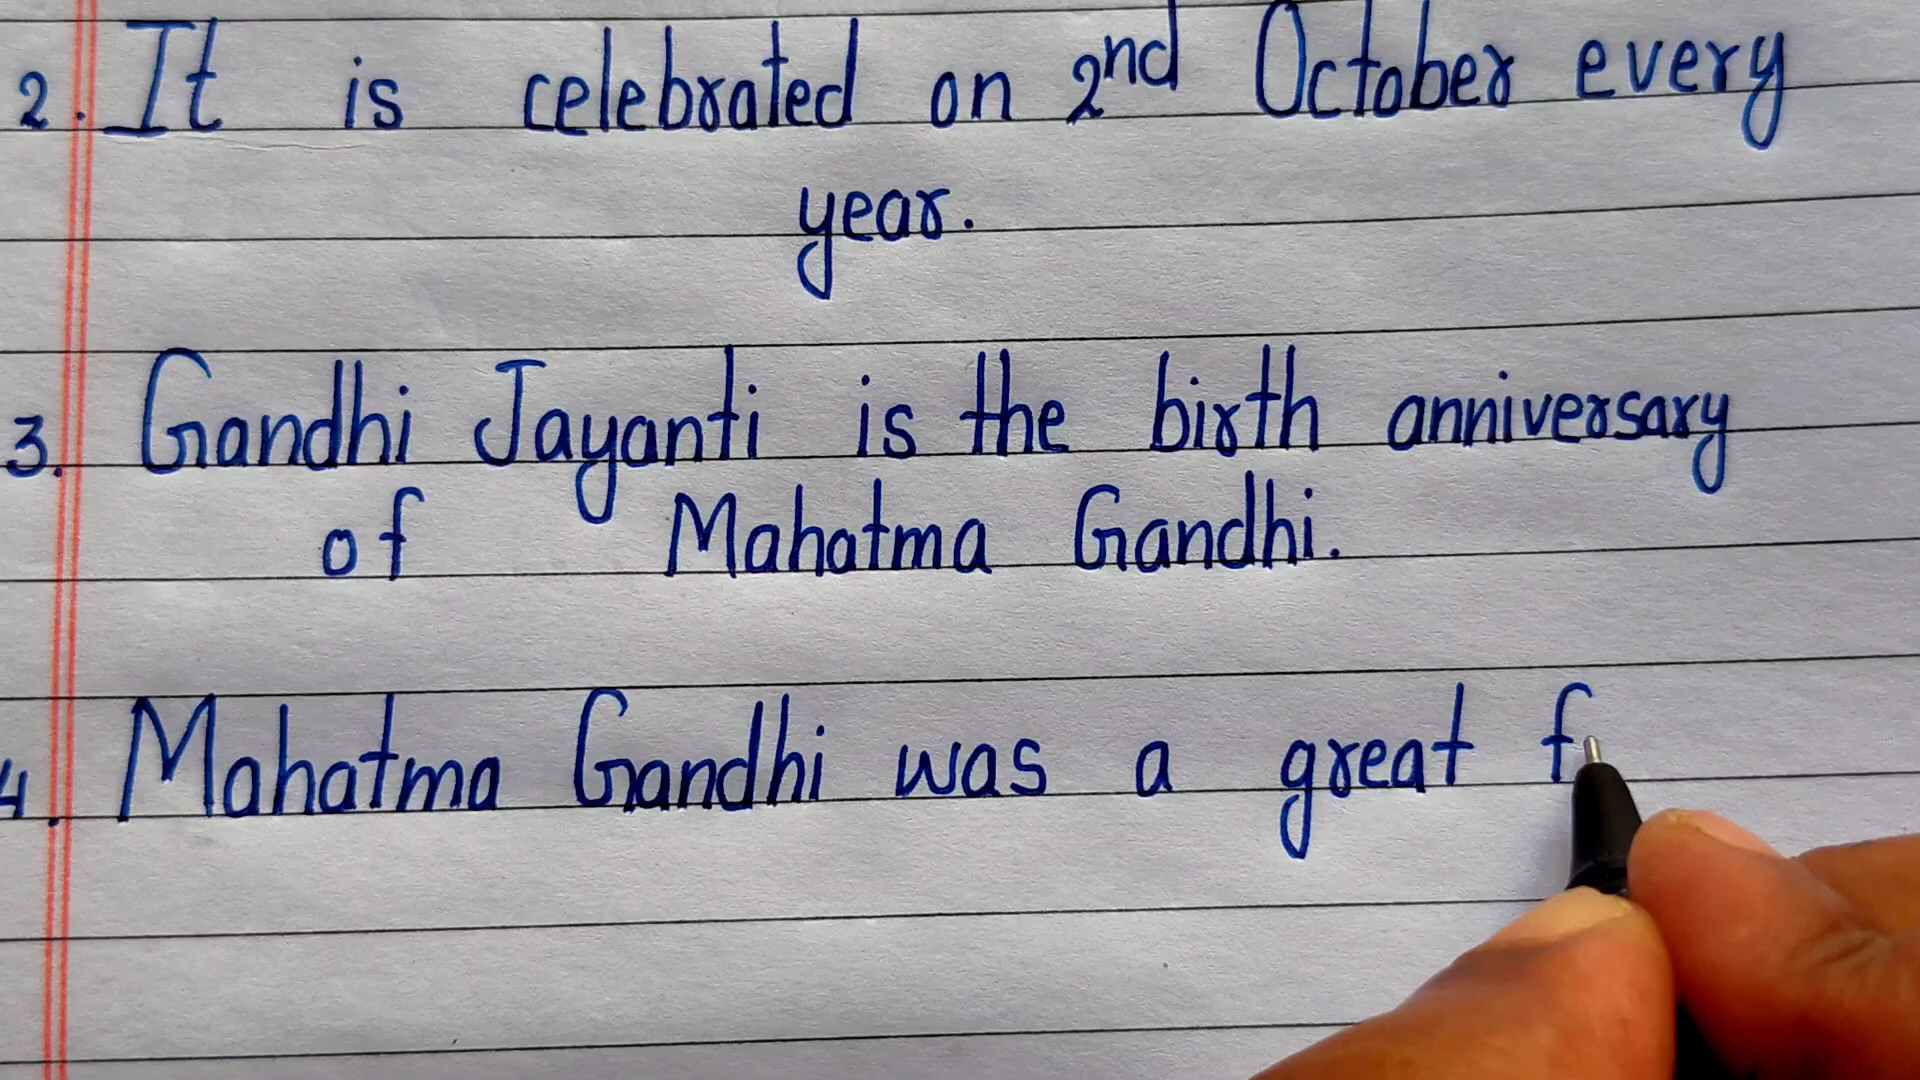 2. It is celebrated on 2nd October every
year.
3. Gandhi Jayanti is the birth anniversary
of Mahatma Gandhi.
4. Mahatma Gandhi was a great f